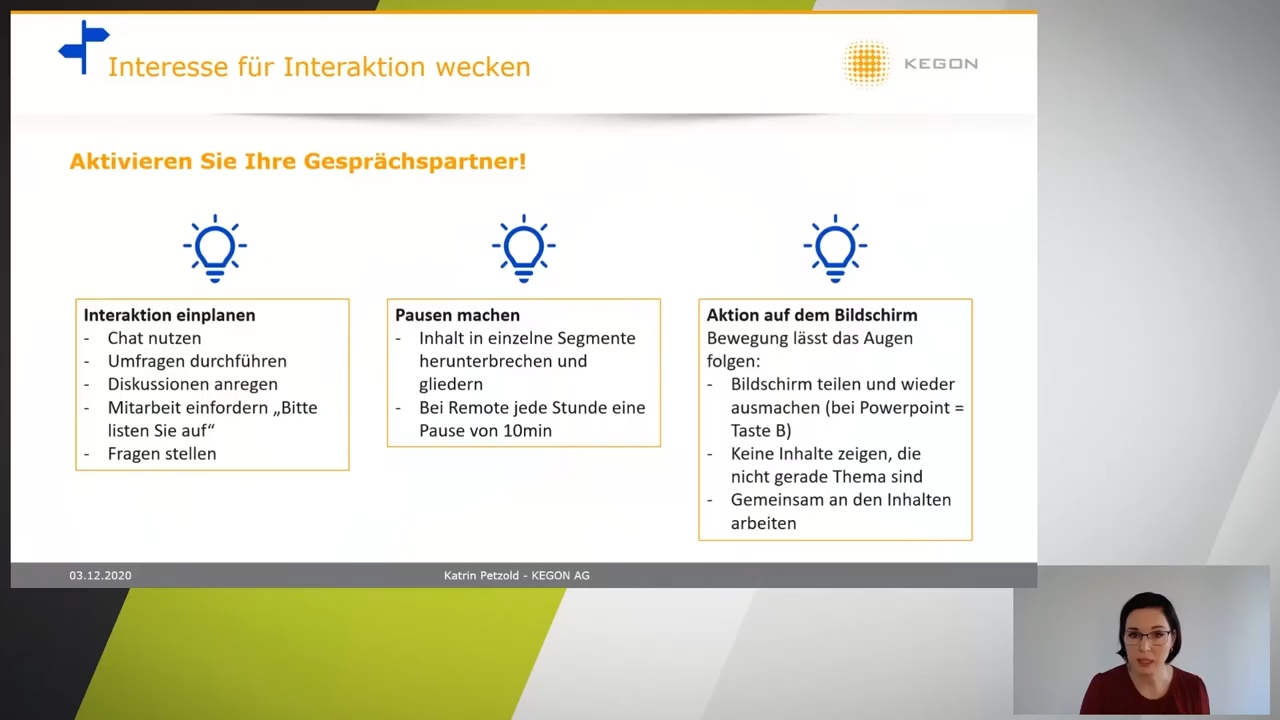 Interesse für Interaktion wecken
KEGON
Aktivieren Sie Ihre Gesprächspartner!
Interaktion einplanen
- Chat nutzen
- Umfragen durchführen
- Diskussionen anregen
- Mitarbeit einfordern „Bitte
listen Sie auf“
- Fragen stellen
Pausen machen
- Inhalt in einzelne Segmente
herunterbrechen und
gliedern
- Bei Remote jede Stunde eine
Pause von 10min
Aktion auf dem Bildschirm
Bewegung lässt das Augen
folgen:
- Bildschirm teilen und wieder
ausmachen (bei Powerpoint =
Taste B)
- Keine Inhalte zeigen, die
nicht gerade Thema sind
- Gemeinsam an den Inhalten
arbeiten
03.12.2020
Katrin Petzold - KEGON AG